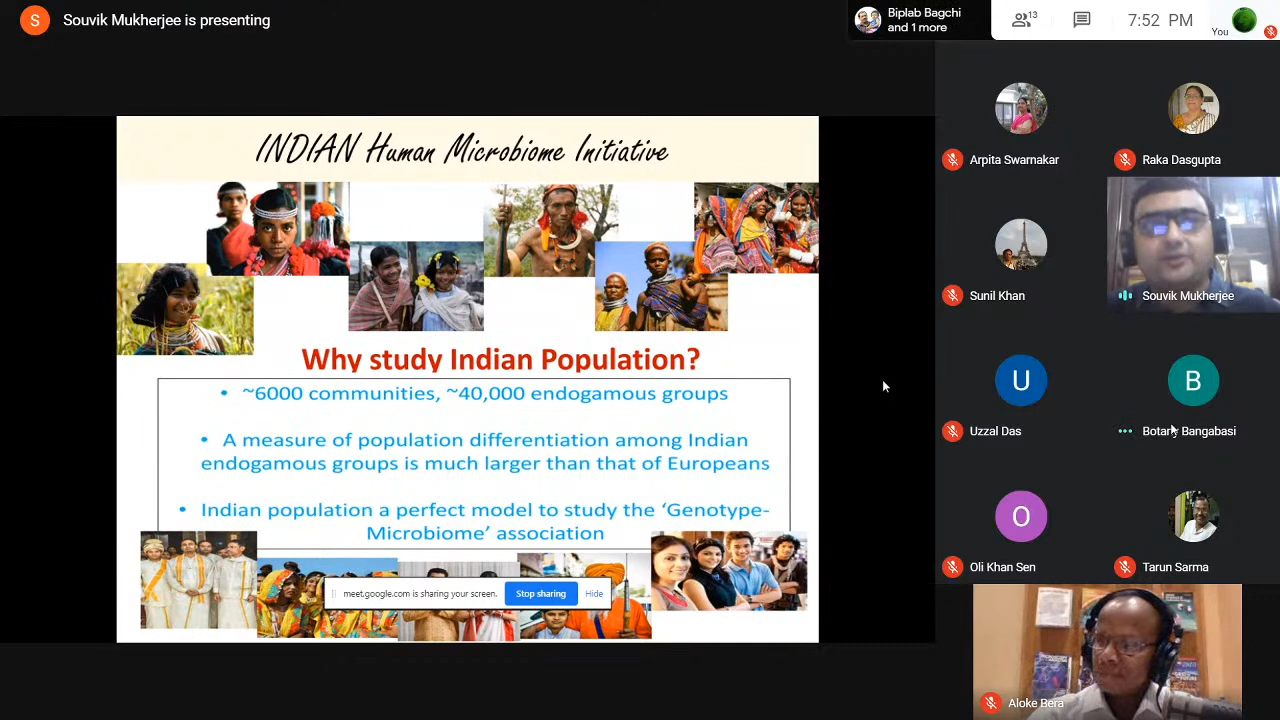 S
Souvik Mukherjee is presenting
Biplab Bagchi
and 1 more
13
7:52 PM
You
INDIAN Human Microbiome Initiative
Why study Indian Population?
• ~6000 communities, ~40,000 endogamous groups
• A measure of population differentiation among Indian
endogamous groups is much larger than that of Europeans
• Indian population a perfect model to study the ‘Genotype-
Microbiome’ association
meet.google.com is sharing your screen.
Stop sharing
Hide
Arpita Swarnakar
Raka Dasgupta
Sunil Khan
Souvik Mukherjee
U
Uzzal Das
B
Botany Bangabasi
O
Oli Khan Sen
Tarun Sarma
Aloke Bera